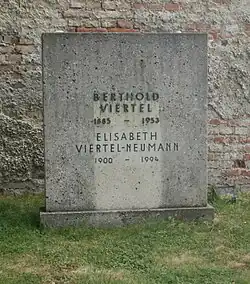 BERTHOLD
VIERTEL
1885 – 1953
ELISABETH
VIERTEL-NEUMANN
1900 – 1994